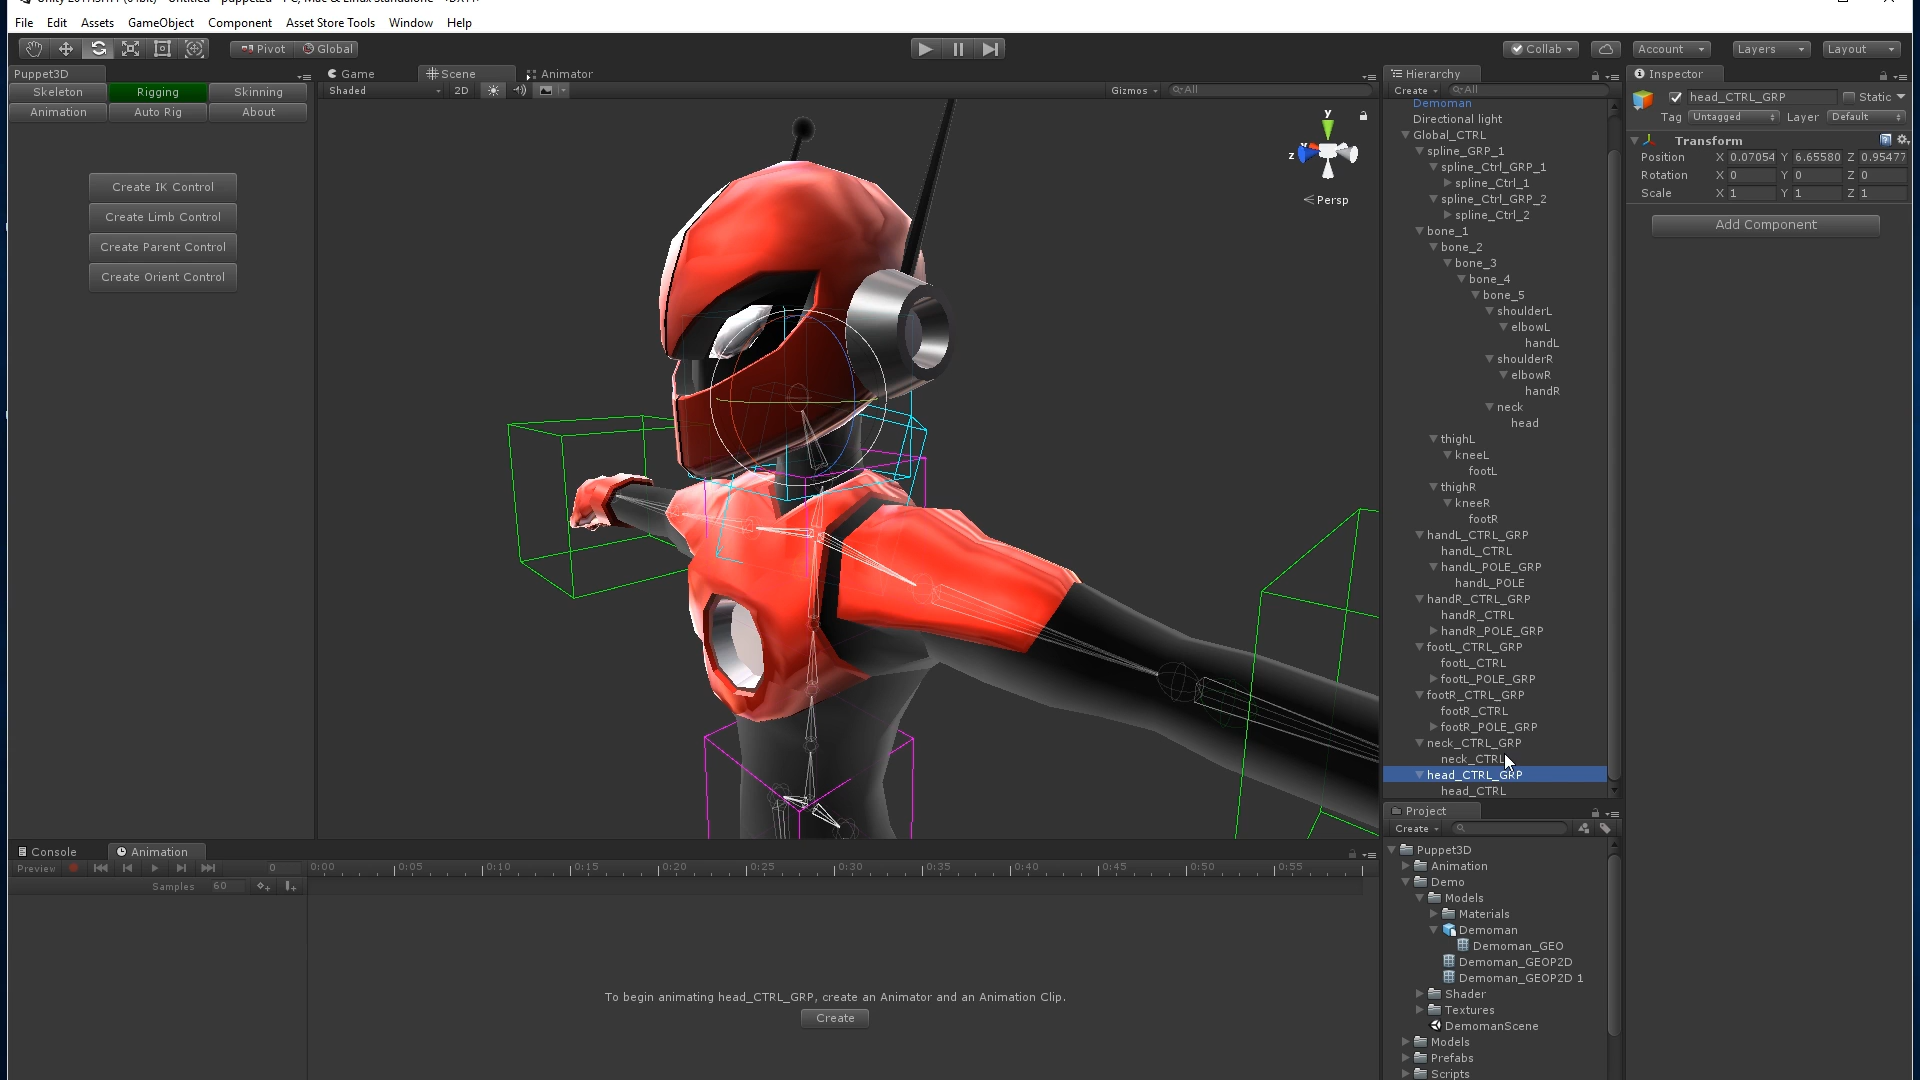 File Edit Assets GameObject Component Asset Store Tools Window Help
Pivot Global
Collab Account Layers Layout
Puppet3D
Skeleton Rigging Skinning
Animation Auto Rig About
Create IK Control
Create Limb Control
Create Parent Control
Create Orient Control
Game Scene Animator
Shaded 2D Gizmos All
y
z
Persp
Hierarchy
Create All
Demoman
Directional light
Global_CTRL
spline_GRP_1
spline_Ctrl_GRP_1
spline_Ctrl_1
spline_Ctrl_GRP_2
spline_Ctrl_2
bone_1
bone_2
bone_3
bone_4
bone_5
shoulderL
elbowL
handL
shoulderR
elbowR
handR
neck
head
thighL
kneeL
footL
thighR
kneeR
footR
handL_CTRL_GRP
handL_CTRL
handL_POLE_GRP
handL_POLE
handR_CTRL_GRP
handR_CTRL
handR_POLE_GRP
footL_CTRL_GRP
footL_CTRL
footL_POLE_GRP
footR_CTRL_GRP
footR_CTRL
footR_POLE_GRP
neck_CTRL_GRP
neck_CTRL
head_CTRL_GRP
head_CTRL
Inspector
head_CTRL_GRP Static
Tag Untagged Layer Default
Transform
Position X 0.07054 Y 6.65580 Z 0.95477
Rotation X 0 Y 0 Z 0
Scale X 1 Y 1 Z 1
Add Component
Project
Create
Puppet3D
Animation
Demo
Models
Materials
Demoman
Demoman_GEO
Demoman_GEOP2D
Demoman_GEOP2D 1
Shader
Textures
DemomanScene
Models
Prefabs
Scripts
Console Animation
Preview 0 0:00 0:05 0:10 0:15 0:20 0:25 0:30 0:35 0:40 0:45 0:50 0:55
Samples 60
To begin animating head_CTRL_GRP, create an Animator and an Animation Clip.
Create